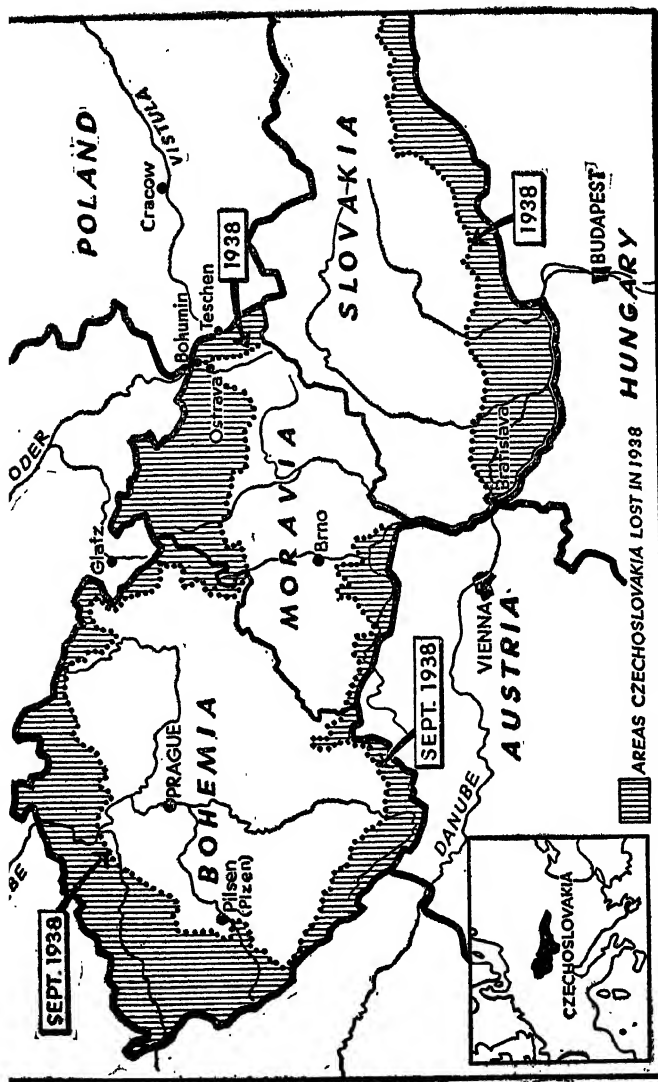 SEPT. 1938
BE
ODER
POLAND
Glatz
Cracow
VISTULA
Bohumin
Teschen
Ostrava
1938
PRAGUE
BOHEMIA
Pilsen
(Plzen)
MORAVIA
Brno
SLOVAKIA
SEPT. 1938
DANUBE
VIENNA
AUSTRIA
Bratislava
1938
BUDAPEST
HUNGARY
CZECHOSLOVAKIA
AREAS CZECHOSLOVAKIA LOST IN 1938